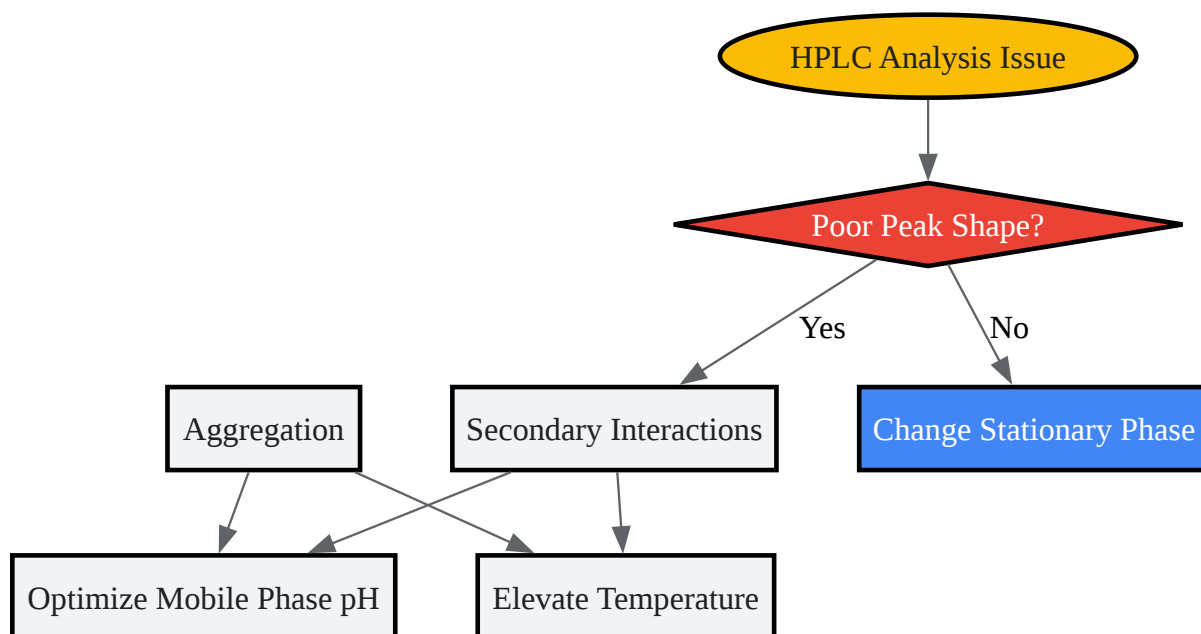 HPLC Analysis Issue
Poor Peak Shape?
Yes
No
Aggregation
Secondary Interactions
Change Stationary Phase
Optimize Mobile Phase pH
Elevate Temperature